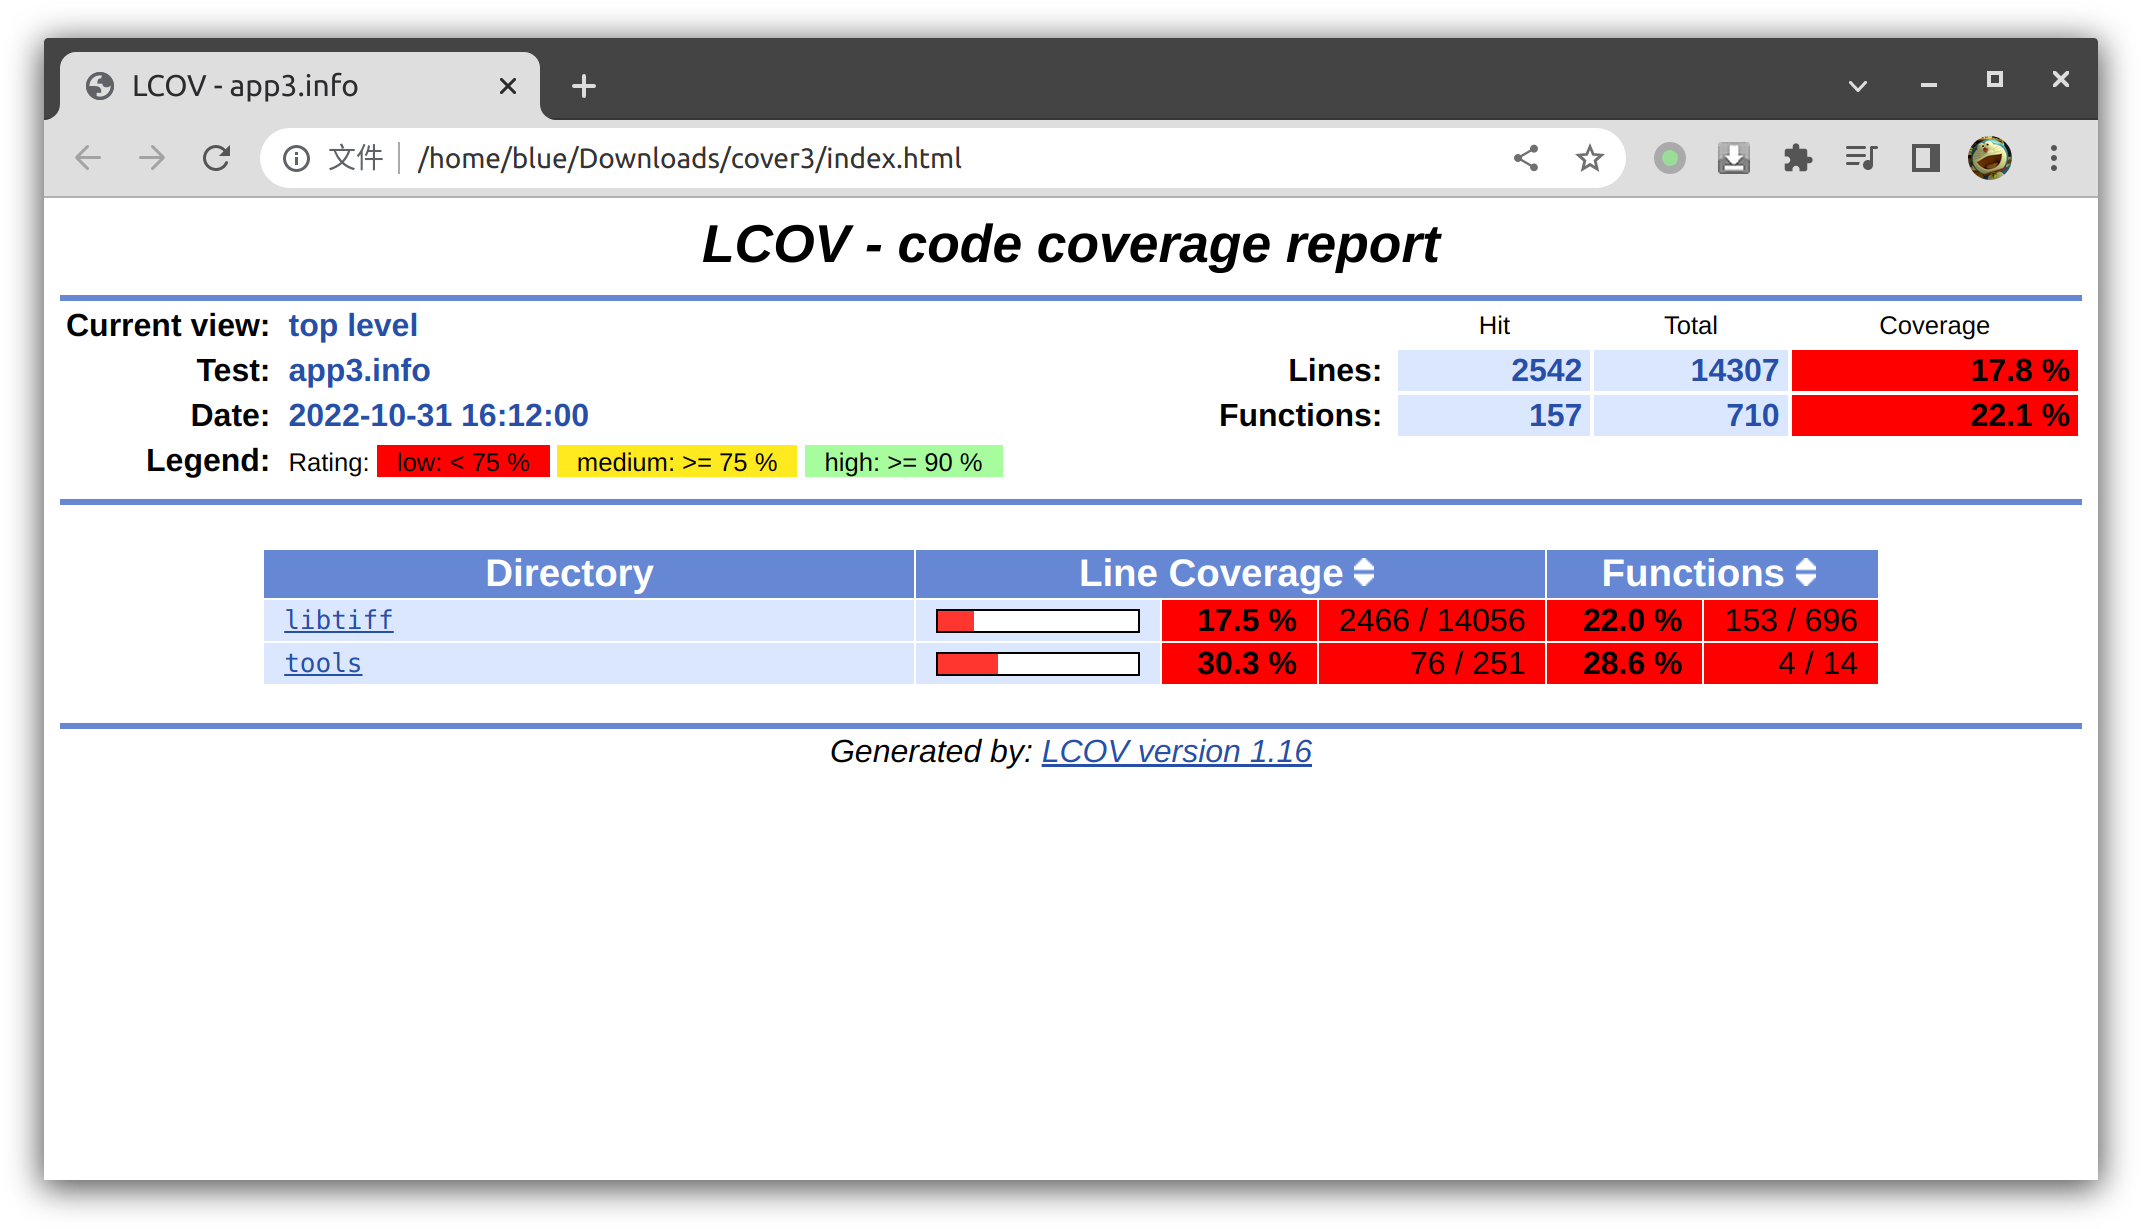 LCOV - app3.info
文件 /home/blue/Downloads/cover3/index.html
LCOV - code coverage report
Current view: top level Hit Total Coverage
Test: app3.info Lines: 2542 14307 17.8 %
Date: 2022-10-31 16:12:00 Functions: 157 710 22.1 %
Legend: Rating: low: < 75 % medium: >= 75 % high: >= 90 %
Directory Line Coverage Functions
libtiff 17.5 % 2466 / 14056 22.0 % 153 / 696
tools 30.3 % 76 / 251 28.6 % 4 / 14
Generated by: LCOV version 1.16